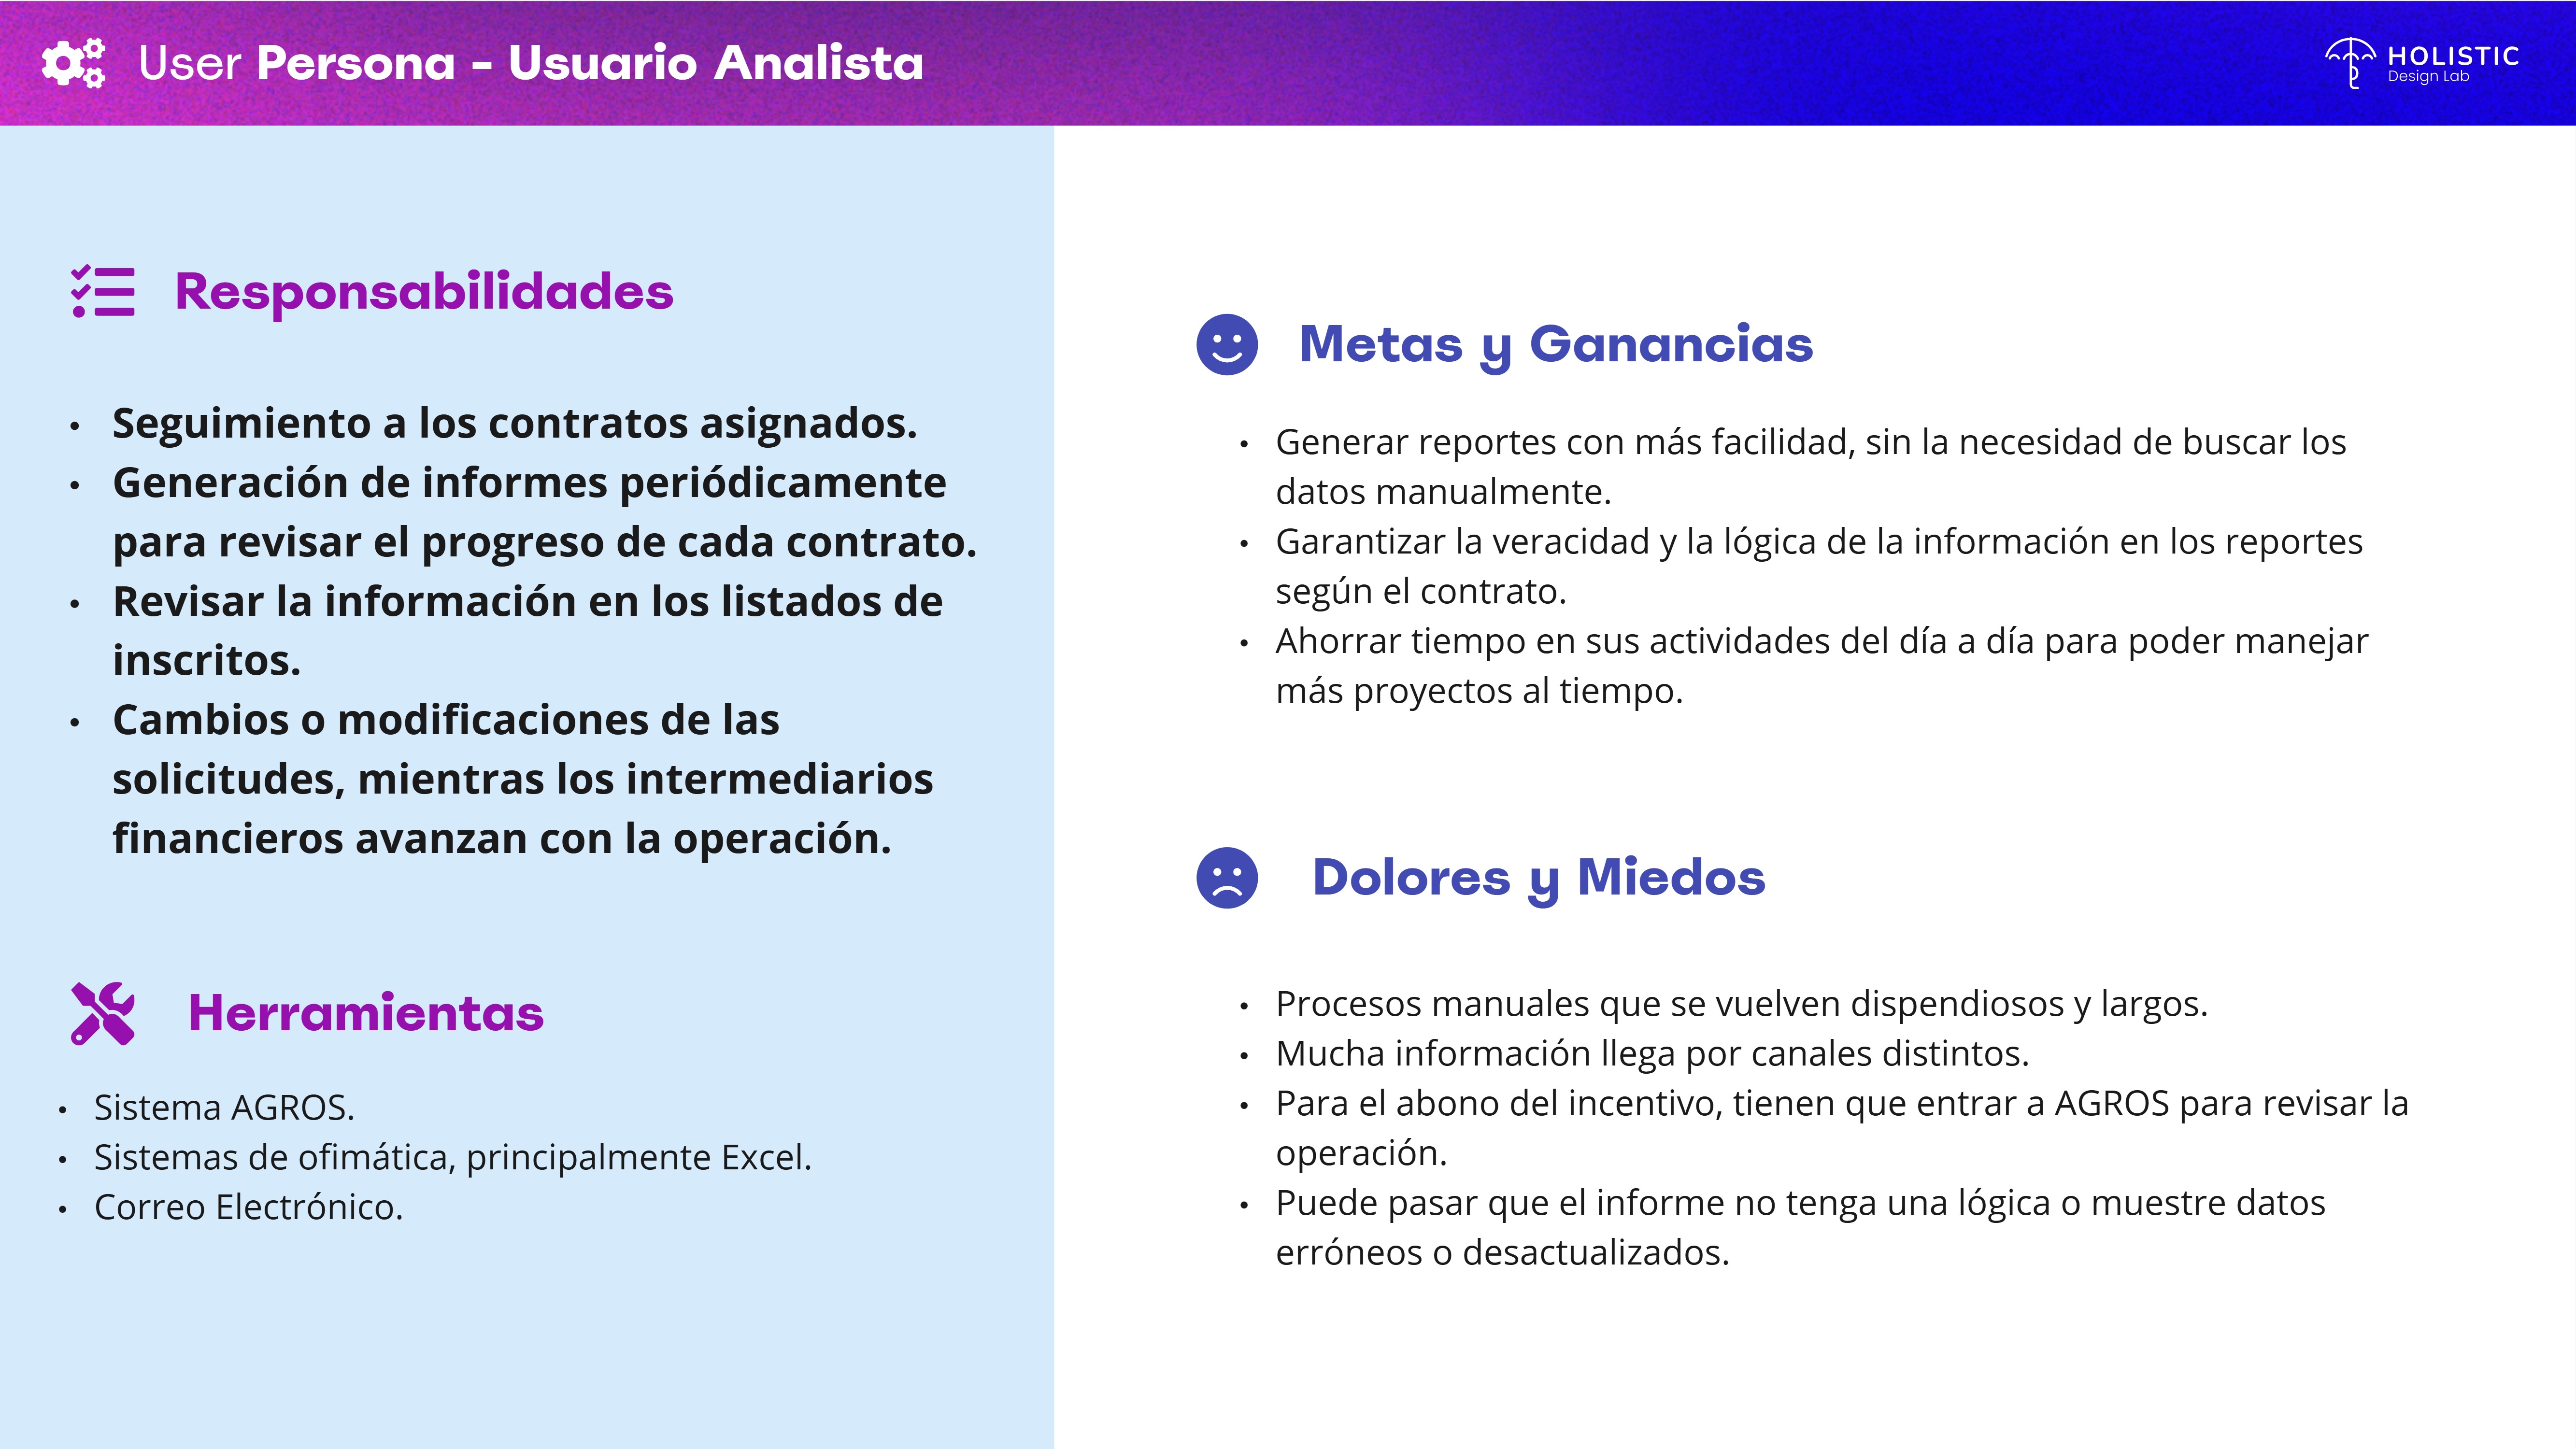 User Persona - Usuario Analista
HOLISTIC
Design Lab
Responsabilidades
• Seguimiento a los contratos asignados.
• Generación de informes periódicamente
para revisar el progreso de cada contrato.
• Revisar la información en los listados de
inscritos.
• Cambios o modificaciones de las
solicitudes, mientras los intermediarios
financieros avanzan con la operación.
Herramientas
• Sistema AGROS.
• Sistemas de ofimática, principalmente Excel.
• Correo Electrónico.
Metas y Ganancias
• Generar reportes con más facilidad, sin la necesidad de buscar los
datos manualmente.
• Garantizar la veracidad y la lógica de la información en los reportes
según el contrato.
• Ahorrar tiempo en sus actividades del día a día para poder manejar
más proyectos al tiempo.
Dolores y Miedos
• Procesos manuales que se vuelven dispendiosos y largos.
• Mucha información llega por canales distintos.
• Para el abono del incentivo, tienen que entrar a AGROS para revisar la
operación.
• Puede pasar que el informe no tenga una lógica o muestre datos
erróneos o desactualizados.